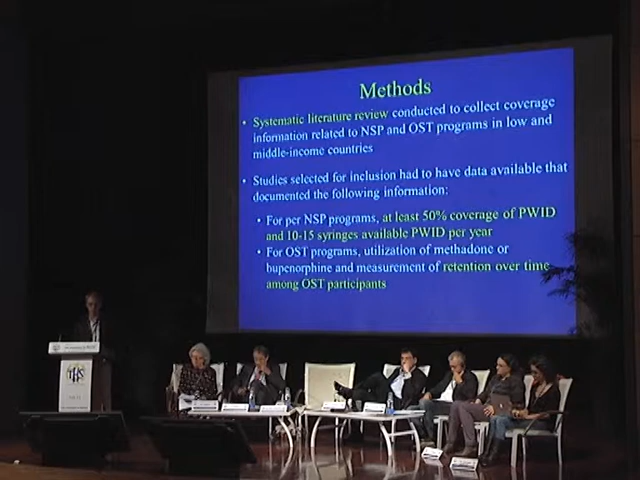 Methods
• Systematic literature review conducted to collect coverage
information related to NSP and OST programs in low and
middle-income countries
• Studies selected for inclusion had to have data available that
documented the following information:
• For per NSP programs, at least 50% coverage of PWID
and 10-15 syringes available PWID per year
• For OST programs, utilization of methadone or
bupenorphine and measurement of retention over time
among OST participants